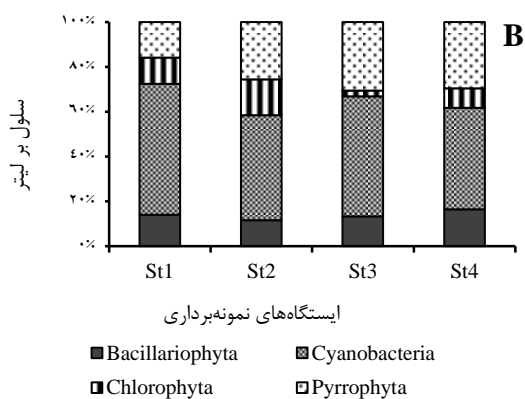 B
سلول بر لیتر
۱۰۰٪
۸۰٪
۶۰٪
۴۰٪
۲۰٪
۰٪
St1 St2 St3 St4
ایستگاه‌های نمونه‌برداری
Bacillariophyta Cyanobacteria
Chlorophyta Pyrrophyta